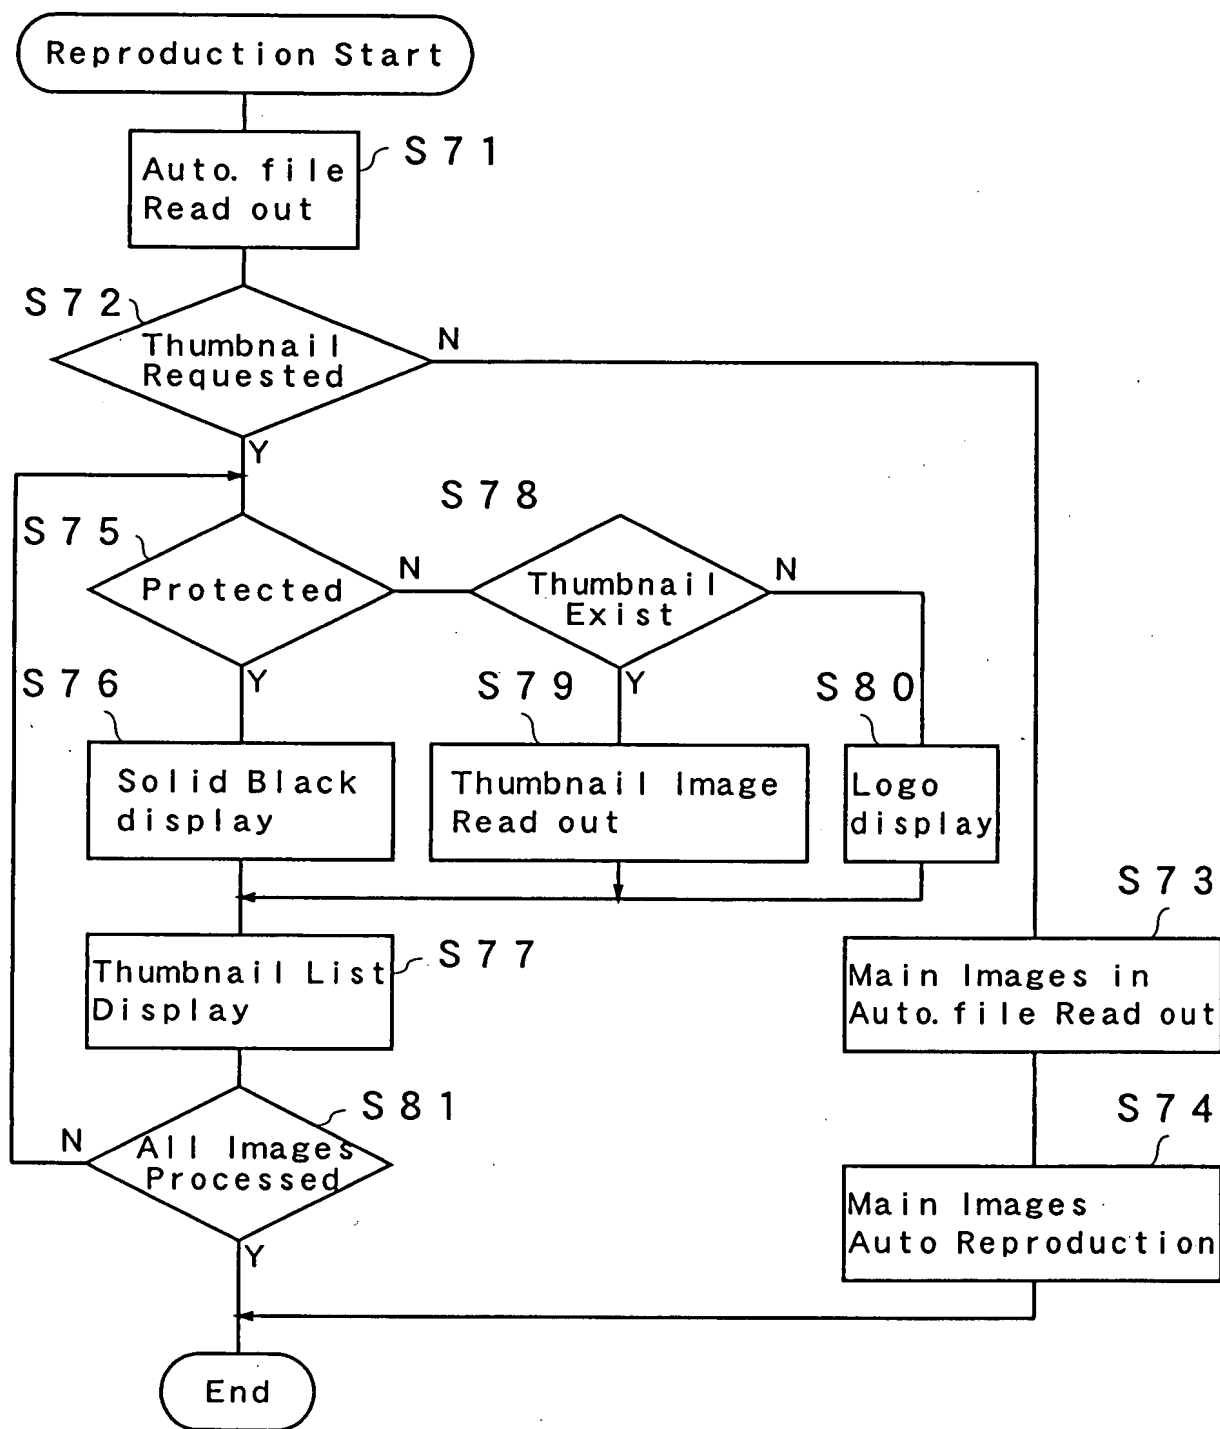 Reproduction Start
S71
Auto. file
Read out
S72
Thumbnail
Requested
N
Y
S78
S75
Protected
N
Thumbnail
Exist
N
Y
Y
S76
S79
S80
Solid Black
display
Thumbnail Image
Read out
Logo
display
S73
S77
Thumbnail List
Display
Main Images in
Auto. file Read out
S81
S74
N
All Images
Processed
Y
Main Images
Auto Reproduction
End